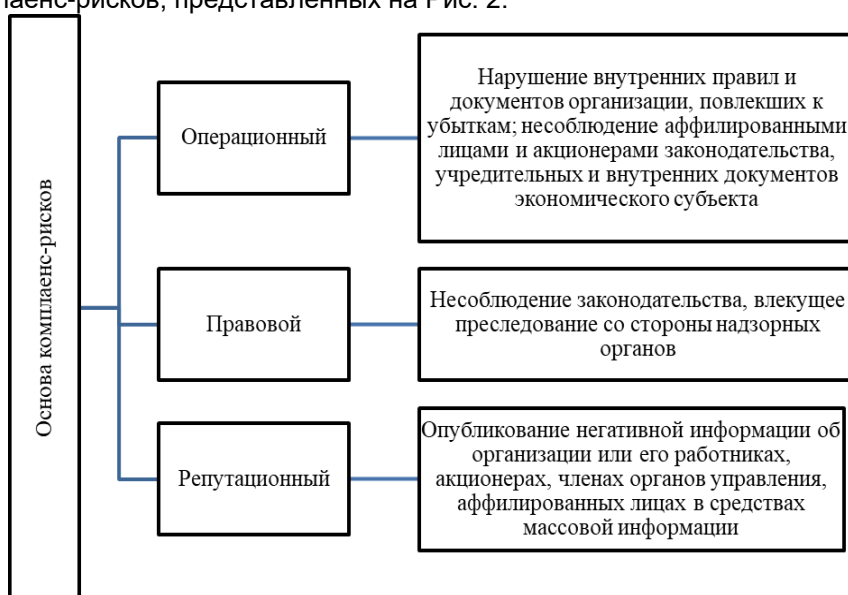 лаенс-рисков, представленных на Рис. 2.
Основа комплаенс-рисков
Операционный
Нарушение внутренних правил и
документов организации, повлекших к
убыткам; несоблюдение аффилированными
лицами и акционерами законодательства,
учредительных и внутренних документов
экономического субъекта
Правовой
Несоблюдение законодательства, влекущее
преследование со стороны надзорных
органов
Репутационный
Опубликование негативной информации об
организации или его работниках,
акционерах, членах органов управления,
аффилированных лицах в средствах
массовой информации